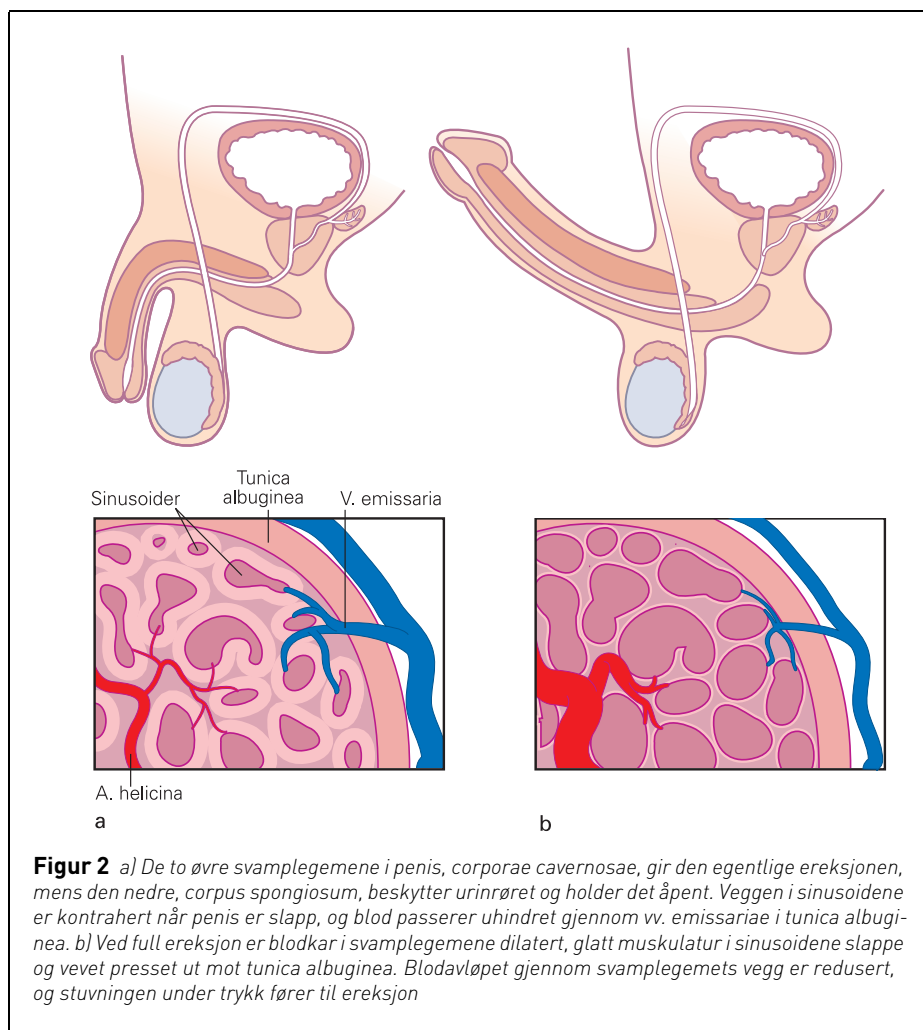 Tunica
albuginea
Sinusoider
V. emissaria
A. helicina
a
b
Figur 2 a) De to øvre svamplegemene i penis, corporae cavernosae, gir den egentlige ereksjonen,
mens den nedre, corpus spongiosum, beskytter urinrøret og holder det åpent. Veggen i sinusoidene
er kontrahert når penis er slapp, og blod passerer uhindret gjennom vv. emissariae i tunica albugi-
nea. b) Ved full ereksjon er blodkar i svamplegemene dilatert, glatt muskulatur i sinusoidene slappe
og vevet presset ut mot tunica albuginea. Blodavløpet gjennom svamplegemets vegg er redusert,
og stuvningen under trykk fører til ereksjon